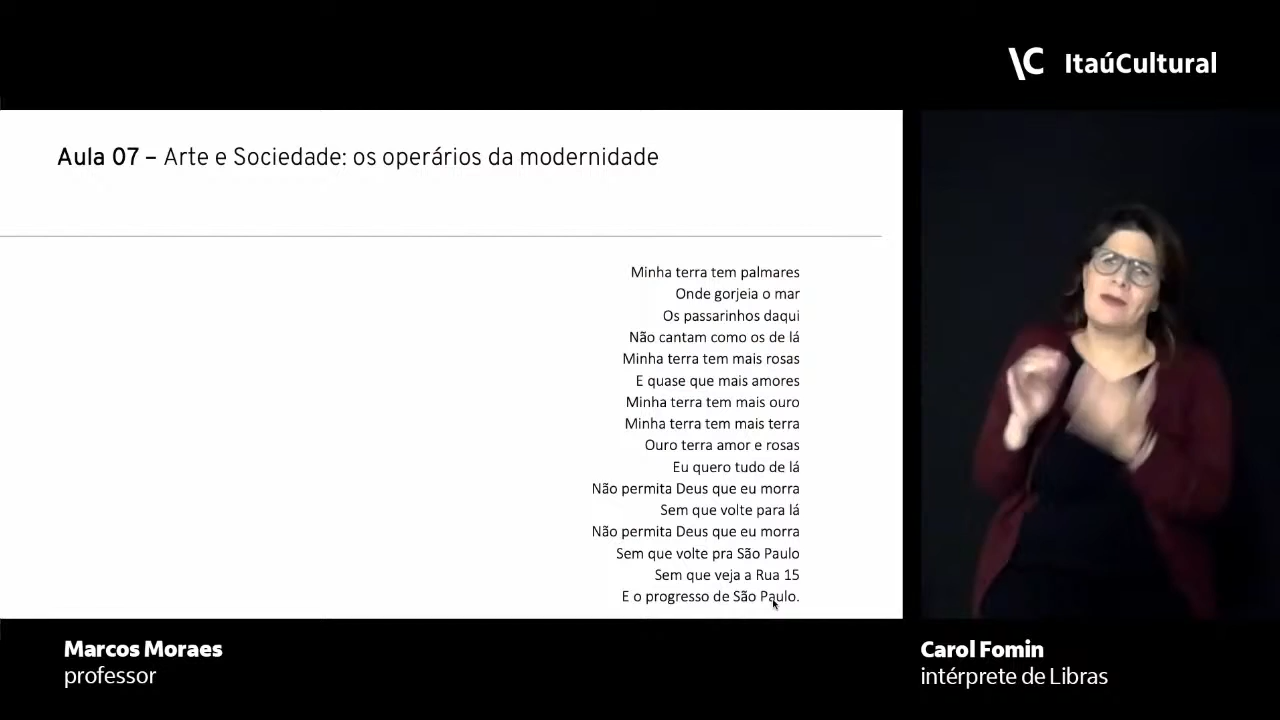 \C ItaúCultural
Aula 07 – Arte e Sociedade: os operários da modernidade
Minha terra tem palmares
Onde gorjeia o mar
Os passarinhos daqui
Não cantam como os de lá
Minha terra tem mais rosas
E quase que mais amores
Minha terra tem mais ouro
Minha terra tem mais terra
Ouro terra amor e rosas
Eu quero tudo de lá
Não permita Deus que eu morra
Sem que volte para lá
Não permita Deus que eu morra
Sem que volte pra São Paulo
Sem que veja a Rua 15
E o progresso de São Paulo.
Marcos Moraes
professor
Carol Fomin
intérprete de Libras